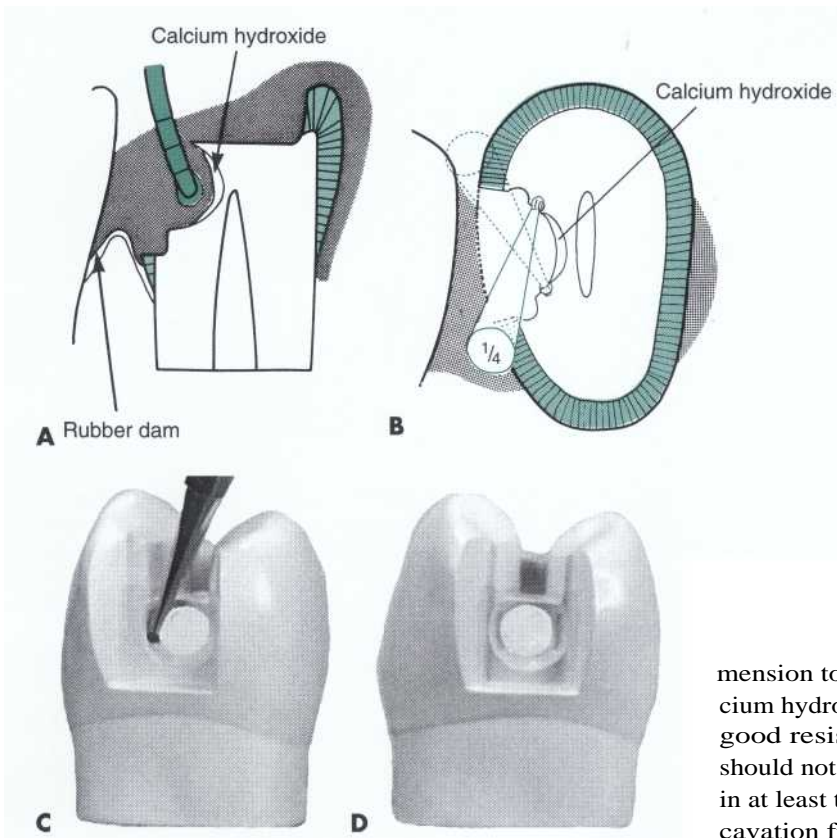 Calcium hydroxide
Calcium hydroxide
1/4
A Rubber dam
B
C
D
mension to
cium hydro
good resis
should not
in at least t
cavation f